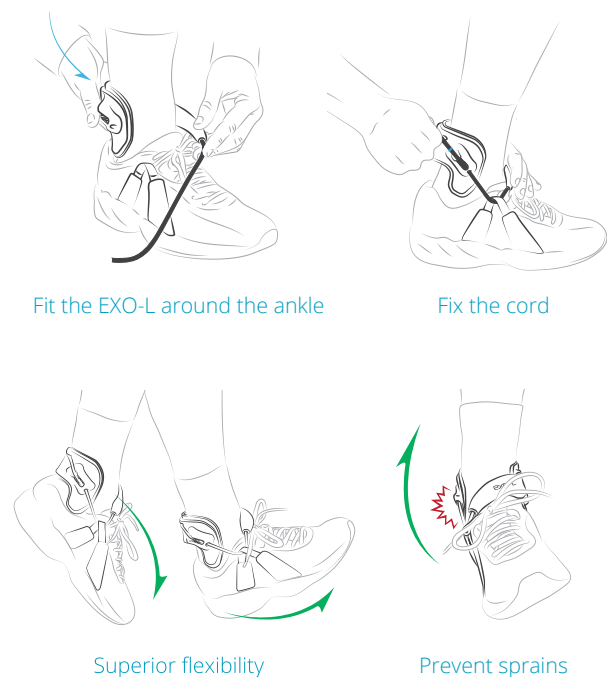 Fit the EXO-L around the ankle
Fix the cord
Superior flexibility
Prevent sprains